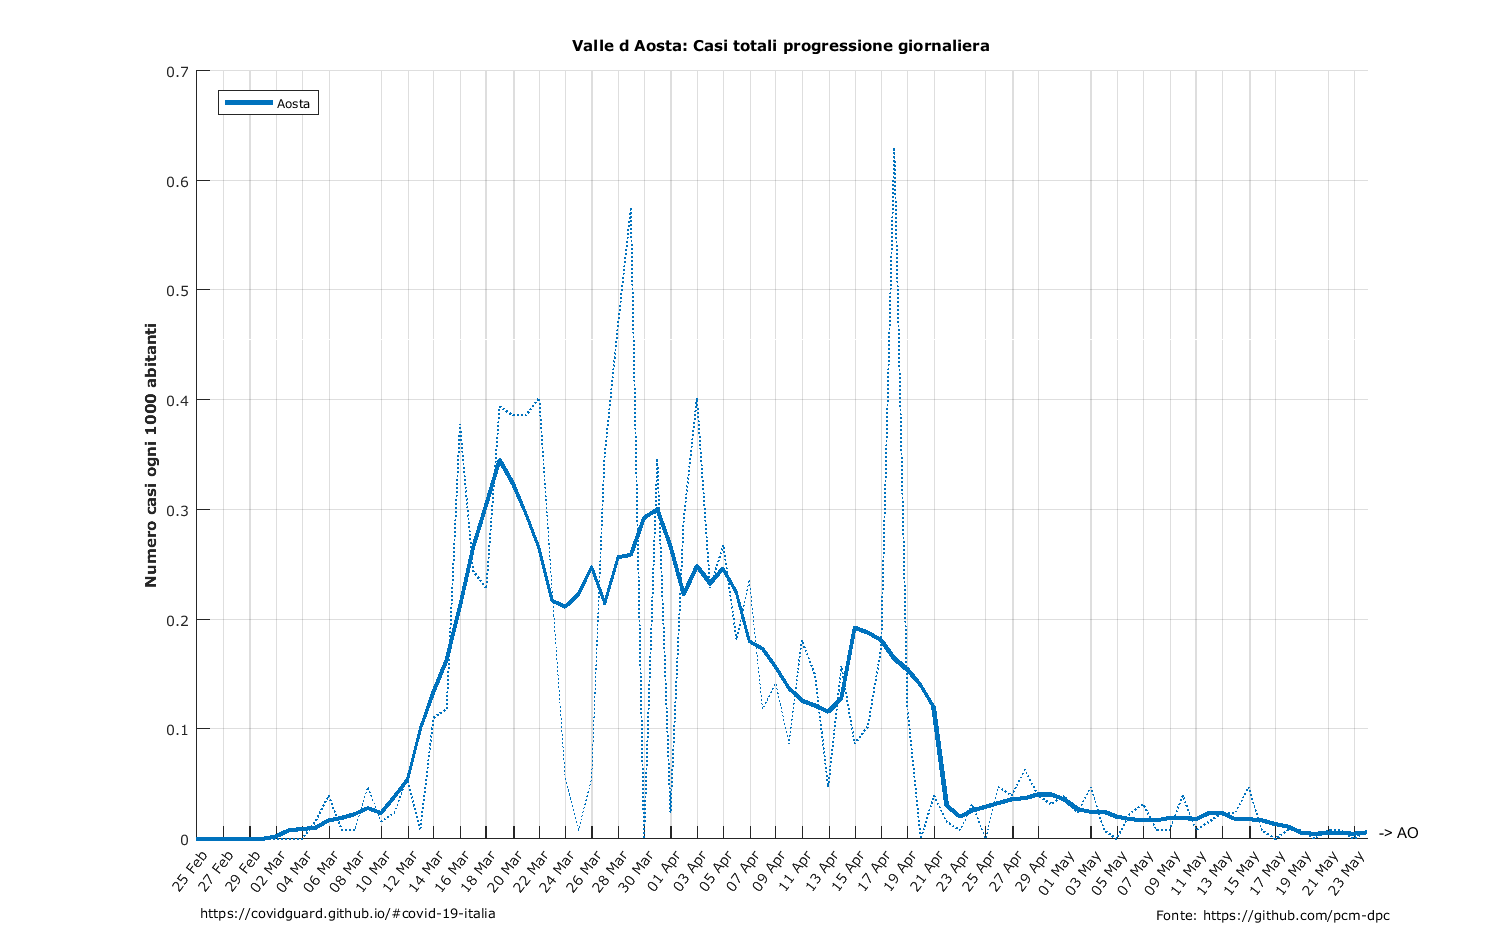 Valle d Aosta: Casi totali progressione giornaliera
Aosta
Numero casi ogni 1000 abitanti
0.7
0.6
0.5
0.4
0.3
0.2
0.1
0
25 Feb
27 Feb
29 Feb
02 Mar
04 Mar
06 Mar
08 Mar
10 Mar
12 Mar
14 Mar
16 Mar
18 Mar
20 Mar
22 Mar
24 Mar
26 Mar
28 Mar
30 Mar
01 Apr
03 Apr
05 Apr
07 Apr
09 Apr
11 Apr
13 Apr
15 Apr
17 Apr
19 Apr
21 Apr
23 Apr
25 Apr
27 Apr
29 Apr
01 May
03 May
05 May
07 May
09 May
11 May
13 May
15 May
17 May
19 May
21 May
23 May
-> AO
https://covidguard.github.io/#covid-19-italia
Fonte: https://github.com/pcm-dpc